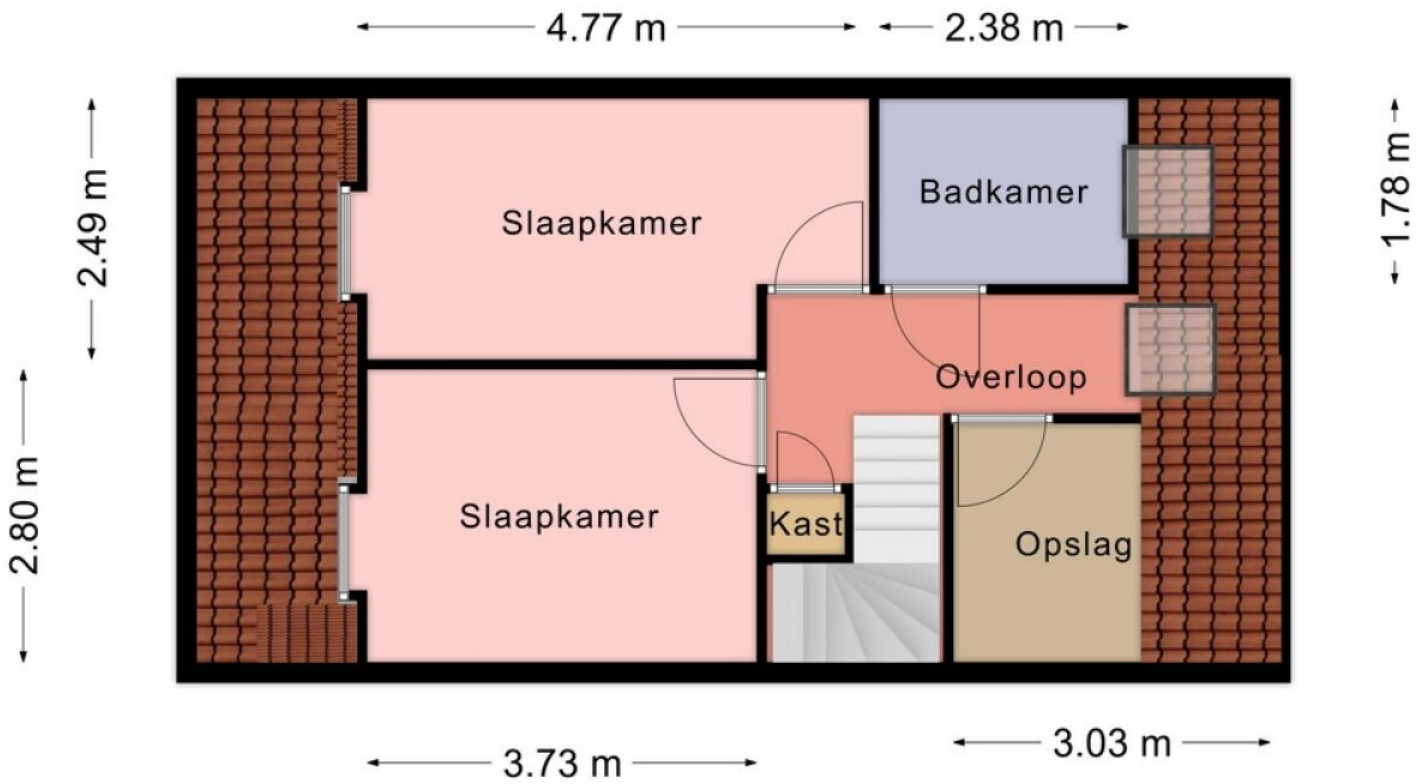 4.77 m
2.38 m
2.49 m
1.78 m
Slaapkamer
Badkamer
Overloop
2.80 m
Slaapkamer
Kast
Opslag
3.73 m
3.03 m